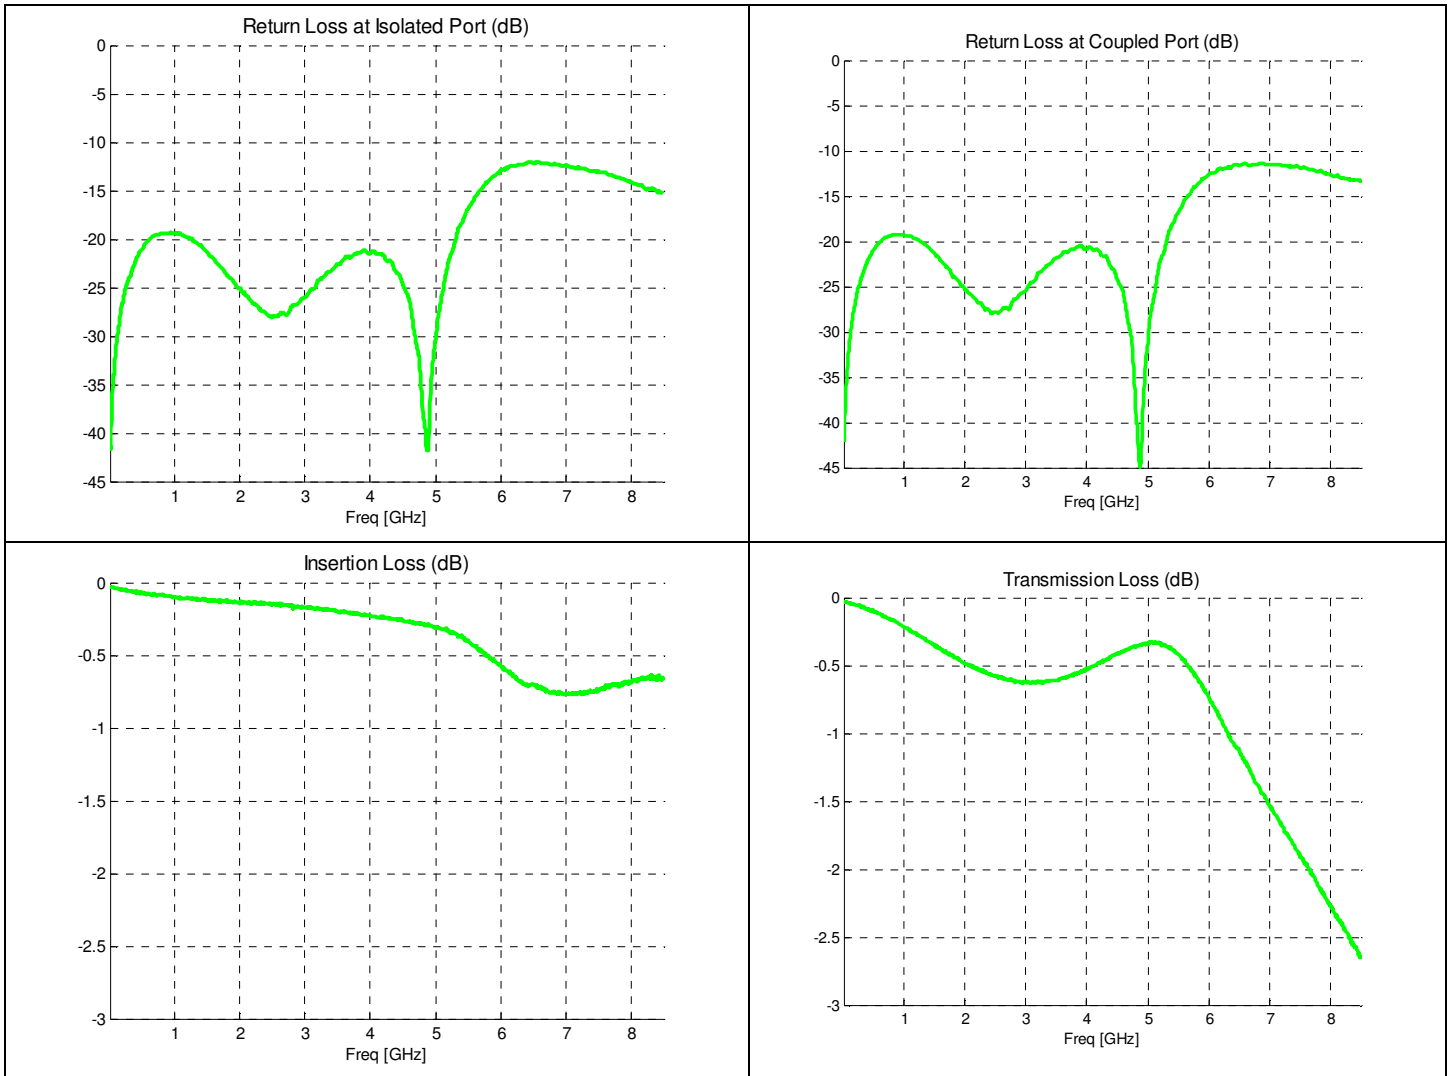 Return Loss at Isolated Port (dB)
0
-5
-10
-15
-20
-25
-30
-35
-40
-45
1 2 3 4 5 6 7 8
Freq [GHz]
Return Loss at Coupled Port (dB)
0
-5
-10
-15
-20
-25
-30
-35
-40
-45
1 2 3 4 5 6 7 8
Freq [GHz]
Insertion Loss (dB)
0
-0.5
-1
-1.5
-2
-2.5
-3
1 2 3 4 5 6 7 8
Freq [GHz]
Transmission Loss (dB)
0
-0.5
-1
-1.5
-2
-2.5
-3
1 2 3 4 5 6 7 8
Freq [GHz]